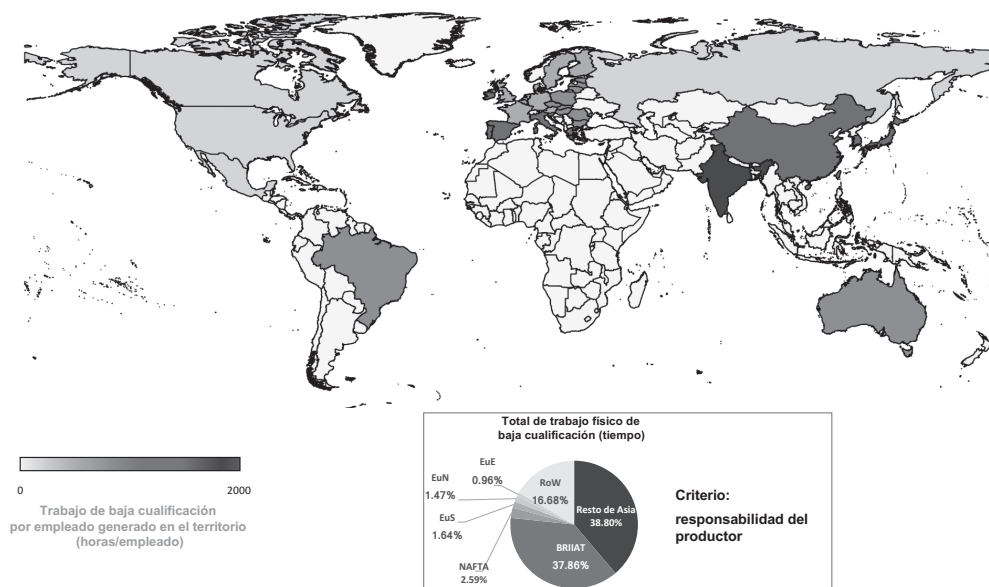 0
2000
Trabajo de baja cualificación
por empleado generado en el territorio
(horas/empleado)
Total de trabajo físico de
baja cualificación (tiempo)
EuE
0.96%
EuN
1.47%
EuS
1.64%
NAFTA
2.59%
RoW
16.68%
Resto de Asia
38.80%
BRIIAT
37.86%
Criterio:
responsabilidad del
productor